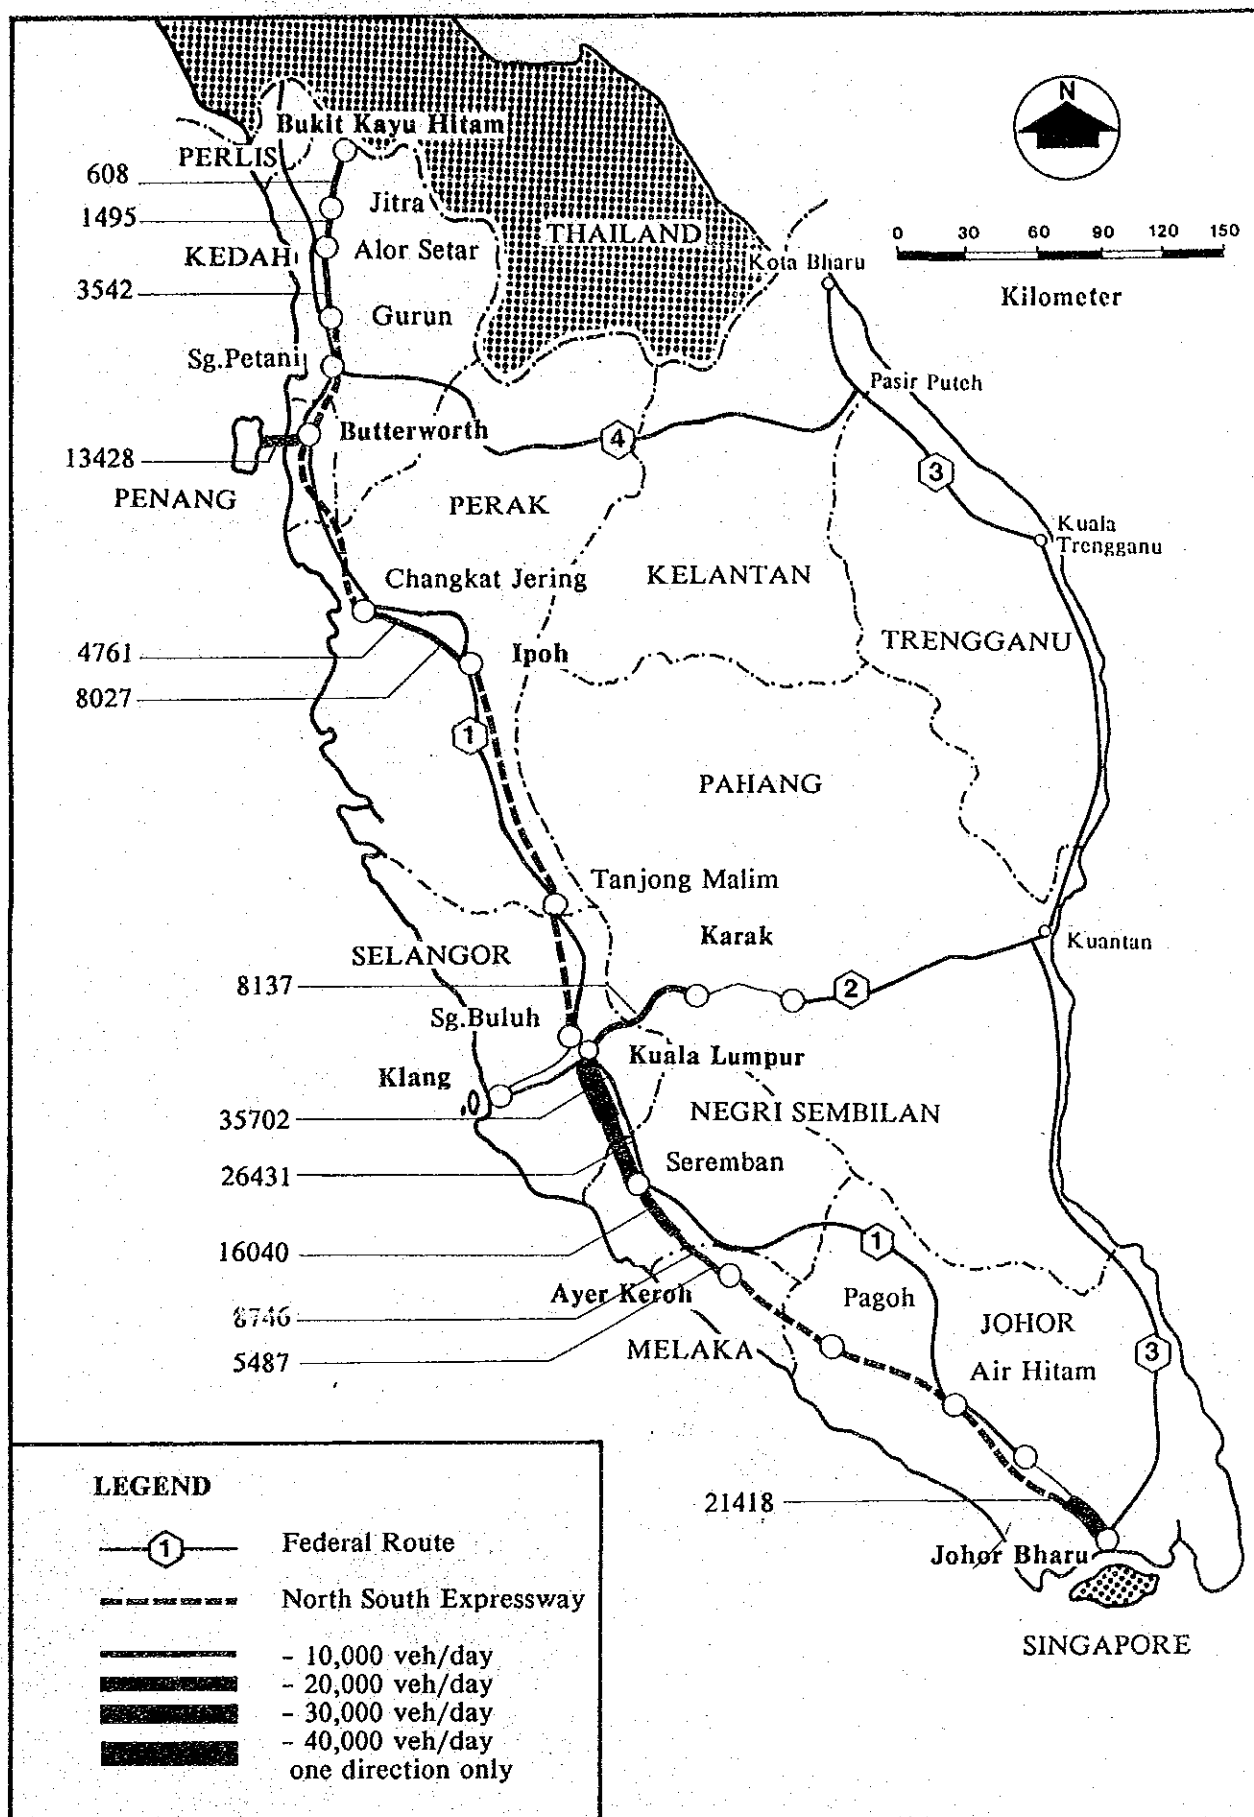 N
Bukit Kayu Hitam
PERLIS
608
Jitra
1495
THAILAND
KEDAH
Alor Setar
0 30 60 90 120 150
Kota Bharu
3542
Kilometer
Gurun
Sg.Petani
Pasir Puteh
Butterworth
4
13428
3
PENANG
PERAK
Kuala
Trengganu
Changkat Jering
KELANTAN
TRENGGANU
4761
Ipoh
8027
1
PAHANG
Tanjong Malim
Karak
Kuantan
SELANGOR
8137
2
Sg.Buluh
Kuala Lumpur
Klang
35702
NEGRI SEMBILAN
Seremban
26431
16040
1
Ayer Keroh
Pagoh
8746
JOHOR
MELAKA
3
5487
Air Hitam
LEGEND
21418
1 Federal Route
Johor Bharu
North South Expressway
SINGAPORE
- 10,000 veh/day
- 20,000 veh/day
- 30,000 veh/day
- 40,000 veh/day
one direction only